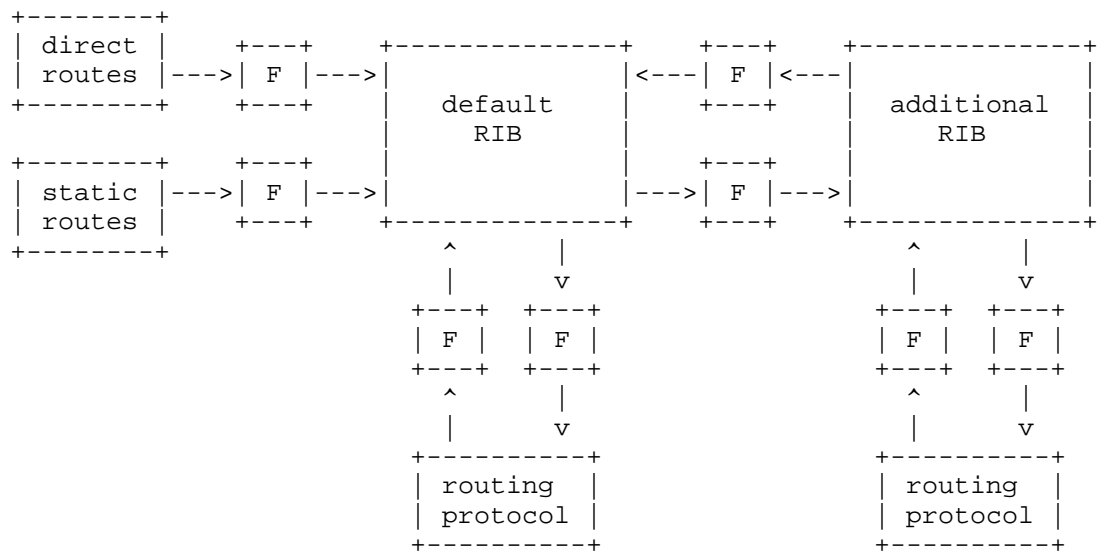 direct
routes
F
F
default
RIB
additional
RIB
static
routes
F
F
F
F
F
F
routing
protocol
routing
protocol